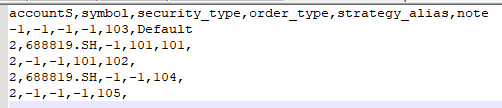 accountS,symbol,security_type,order_type,strategy_alias,note
-1,-1,-1,-1,103,Default
2,688819.SH,-1,101,101,
2,-1,-1,101,102,
2,688819.SH,-1,-1,104,
2,-1,-1,-1,105,